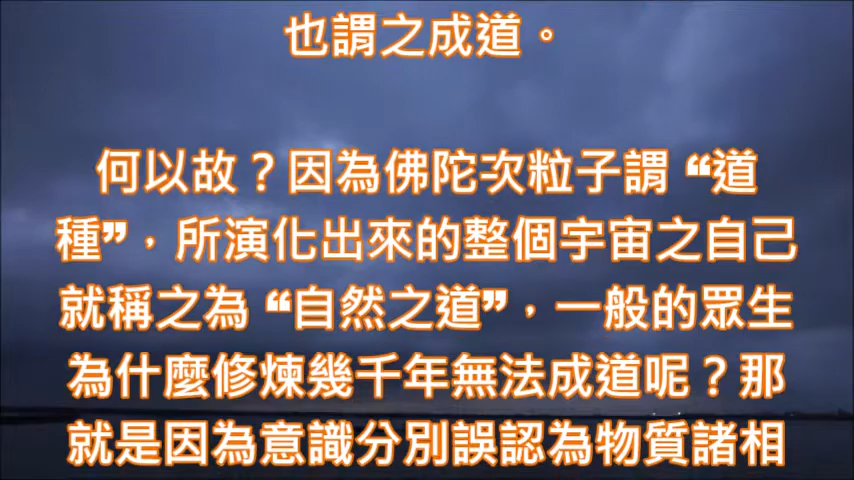 也謂之成道。
何以故？因為佛陀次粒子謂 “道
種”，所演化出來的整個宇宙之自己
就稱之為 “自然之道”，一般的眾生
為什麼修煉幾千年無法成道呢？那
就是因為意識分別誤認為物質諸相